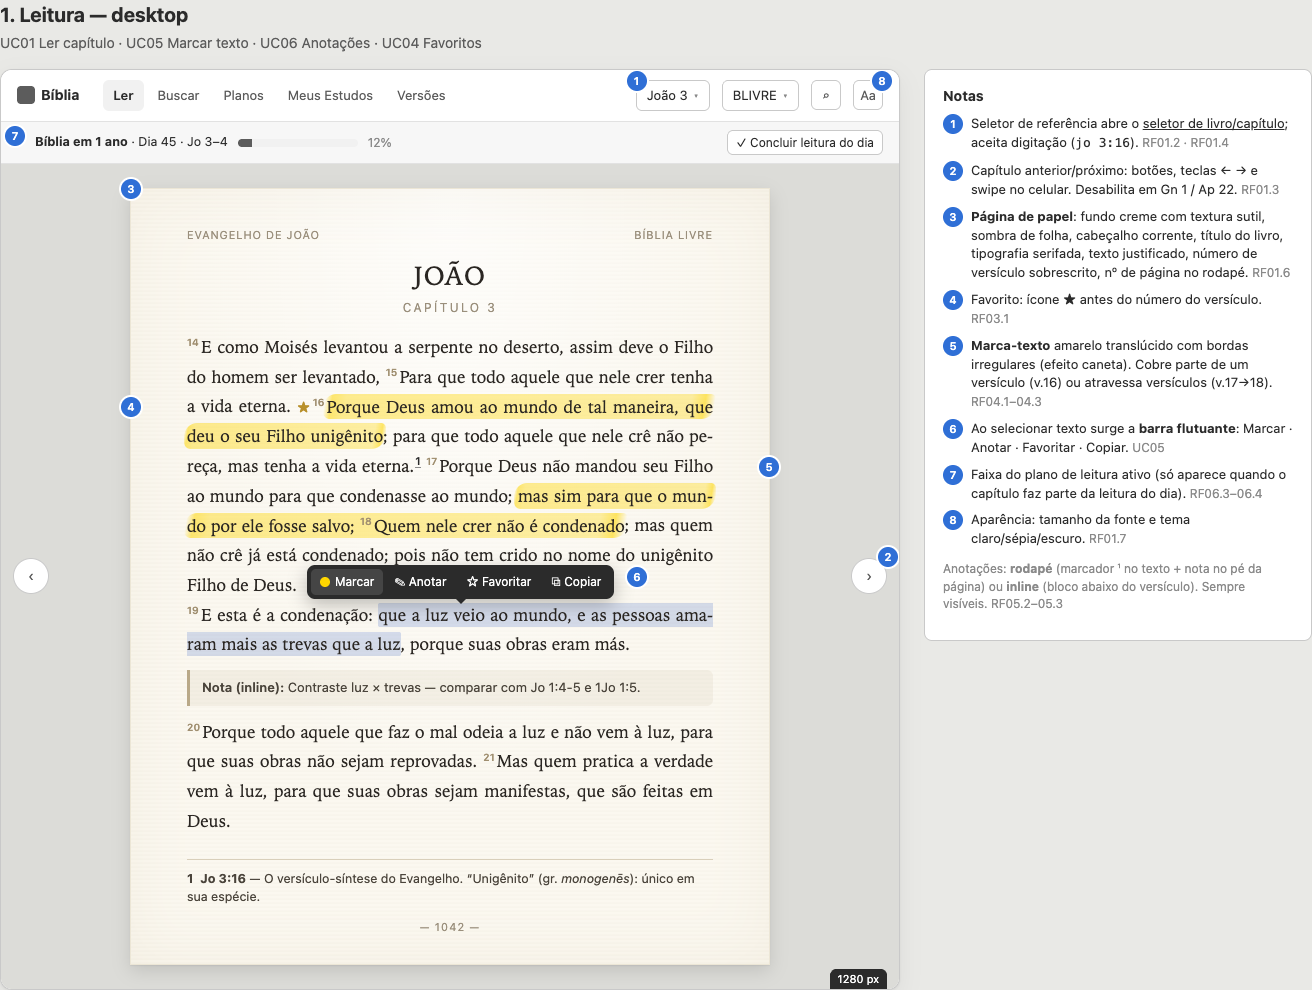 1. Leitura — desktop
UC01 Ler capítulo · UC05 Marcar texto · UC06 Anotações · UC04 Favoritos
Bíblia
Ler
Buscar
Planos
Meus Estudos
Versões
1
João 3
BLIVRE
8
Aa
7
Bíblia em 1 ano · Dia 45 · Jo 3–4
12%
✓ Concluir leitura do dia
3
EVANGELHO DE JOÃO
BÍBLIA LIVRE
JOÃO
CAPÍTULO 3
14 E como Moisés levantou a serpente no deserto, assim deve o Filho
do homem ser levantado, 15 Para que todo aquele que nele crer tenha
4
a vida eterna. ★ 16 Porque Deus amou ao mundo de tal maneira, que
deu o seu Filho unigênito; para que todo aquele que nele crê não pe-
reça, mas tenha a vida eterna.1 17 Porque Deus não mandou seu Filho
5
ao mundo para que condenasse ao mundo; mas sim para que o mun-
do por ele fosse salvo; 18 Quem nele crer não é condenado; mas quem
não crê já está condenado; pois não tem crido no nome do unigênito
2
‹
›
Filho de Deus.
Marcar
✎ Anotar
☆ Favoritar
Copiar
6
19 E esta é a condenação: que a luz veio ao mundo, e as pessoas ama-
ram mais as trevas que a luz, porque suas obras eram más.
Nota (inline): Contraste luz × trevas — comparar com Jo 1:4-5 e 1Jo 1:5.
20 Porque todo aquele que faz o mal odeia a luz e não vem à luz, para
que suas obras não sejam reprovadas. 21 Mas quem pratica a verdade
vem à luz, para que suas obras sejam manifestas, que são feitas em
Deus.
1 Jo 3:16 — O versículo-síntese do Evangelho. “Unigênito” (gr. monogenēs): único em
sua espécie.
— 1042 —
1280 px
Notas
1 Seletor de referência abre o seletor de livro/capítulo;
aceita digitação (jo 3:16). RF01.2 · RF01.4
2 Capítulo anterior/próximo: botões, teclas ← → e
swipe no celular. Desabilita em Gn 1 / Ap 22. RF01.3
3 Página de papel: fundo creme com textura sutil,
sombra de folha, cabeçalho corrente, título do livro,
tipografia serifada, texto justificado, número de
versículo sobrescrito, nº de página no rodapé. RF01.6
4 Favorito: ícone ★ antes do número do versículo.
RF03.1
5 Marca-texto amarelo translúcido com bordas
irregulares (efeito caneta). Cobre parte de um
versículo (v.16) ou atravessa versículos (v.17→18).
RF04.1–04.3
6 Ao selecionar texto surge a barra flutuante: Marcar ·
Anotar · Favoritar · Copiar. UC05
7 Faixa do plano de leitura ativo (só aparece quando o
capítulo faz parte da leitura do dia). RF06.3–06.4
8 Aparência: tamanho da fonte e tema
claro/sépia/escuro. RF01.7
Anotações: rodapé (marcador ¹ no texto + nota no pé da
página) ou inline (bloco abaixo do versículo). Sempre
visíveis. RF05.2–05.3